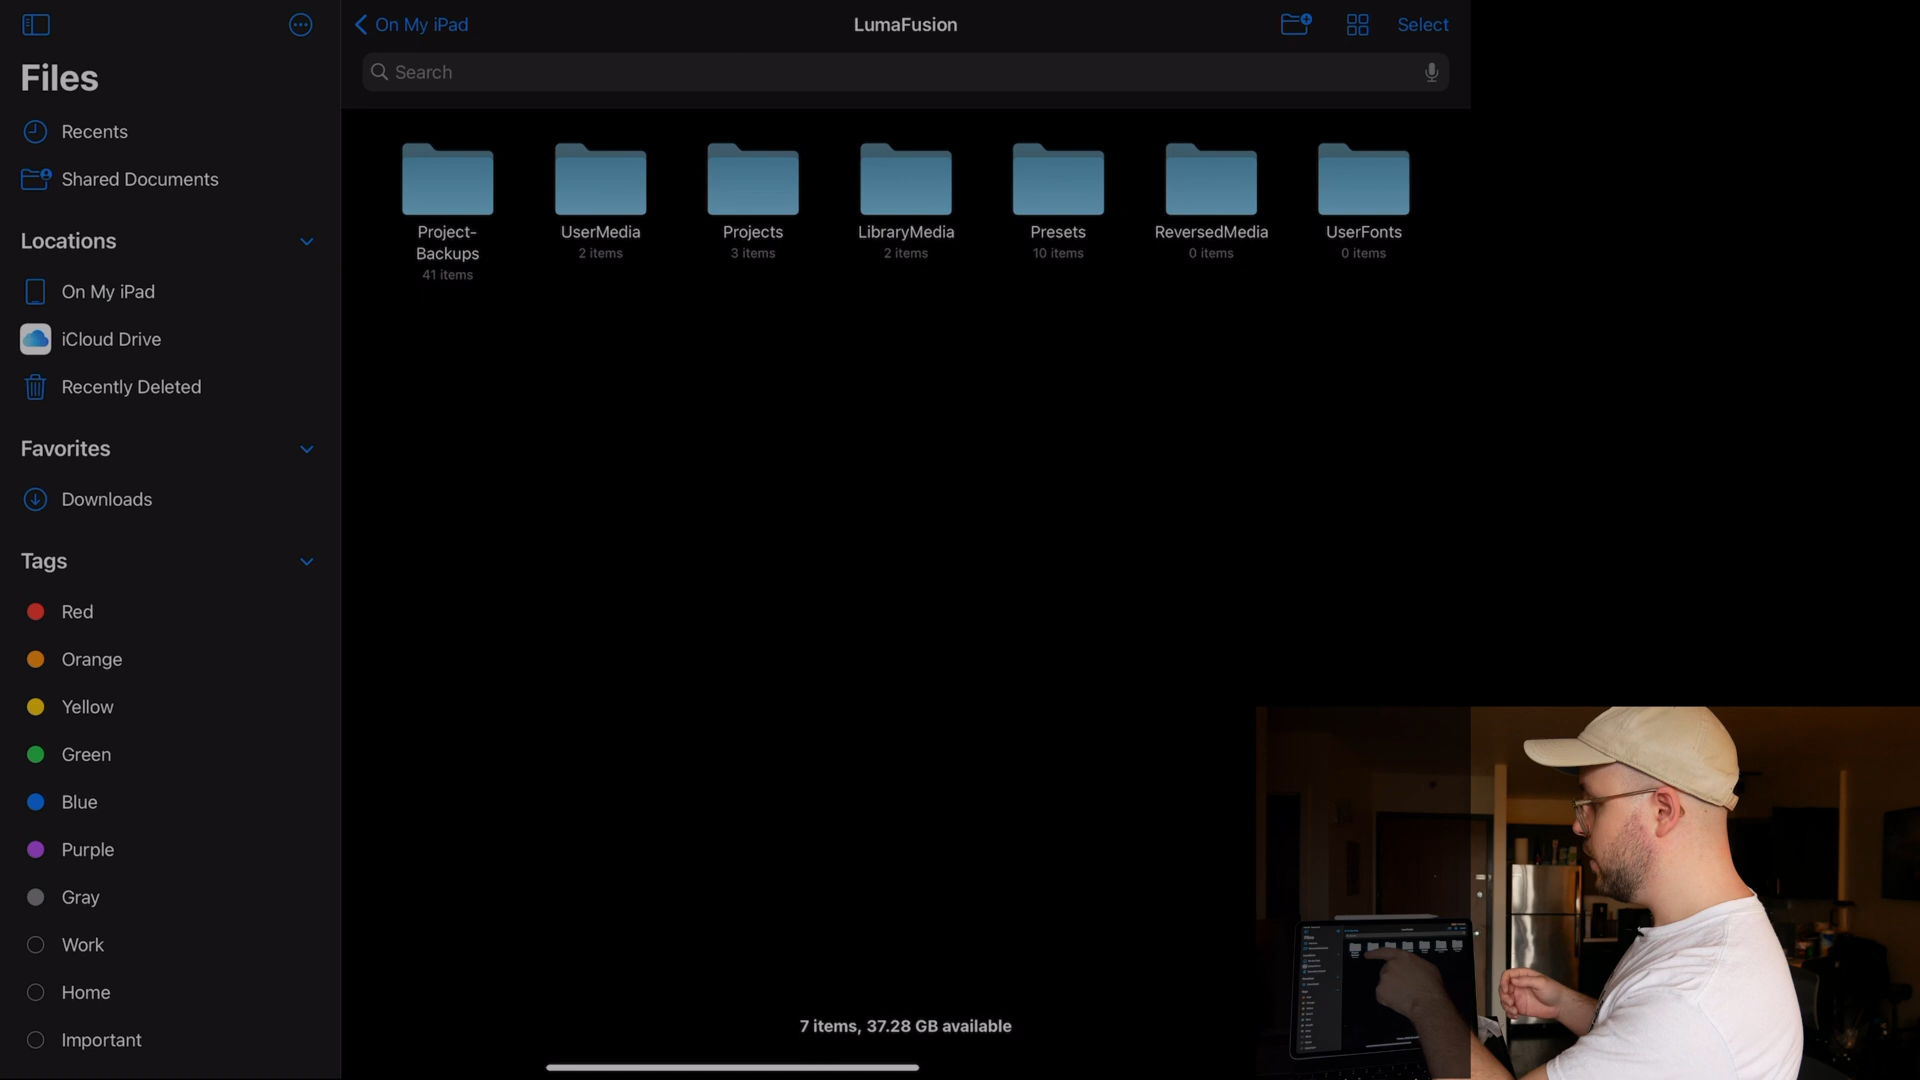 On My iPad
LumaFusion
Select
Search
Files
Recents
Shared Documents
Locations
On My iPad
iCloud Drive
Recently Deleted
Favorites
Downloads
Tags
Red
Orange
Yellow
Green
Blue
Purple
Gray
Work
Home
Important
Project-
Backups
41 items
UserMedia
2 items
Projects
3 items
LibraryMedia
2 items
Presets
10 items
ReversedMedia
0 items
UserFonts
0 items
7 items, 37.28 GB available